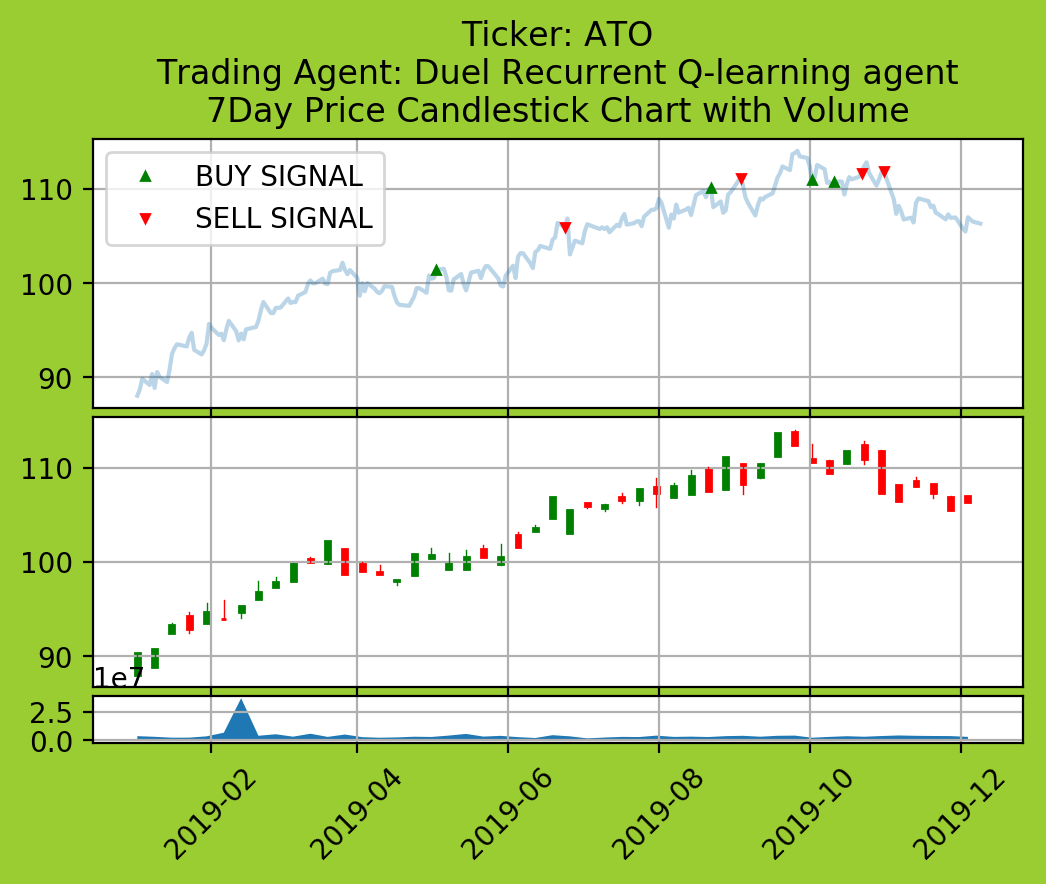 Ticker: ATO
Trading Agent: Duel Recurrent Q-learning agent
7Day Price Candlestick Chart with Volume
BUY SIGNAL
SELL SIGNAL
110
100
90
110
100
90
1e7
2.5
0.0
2019-02
2019-04
2019-06
2019-08
2019-10
2019-12